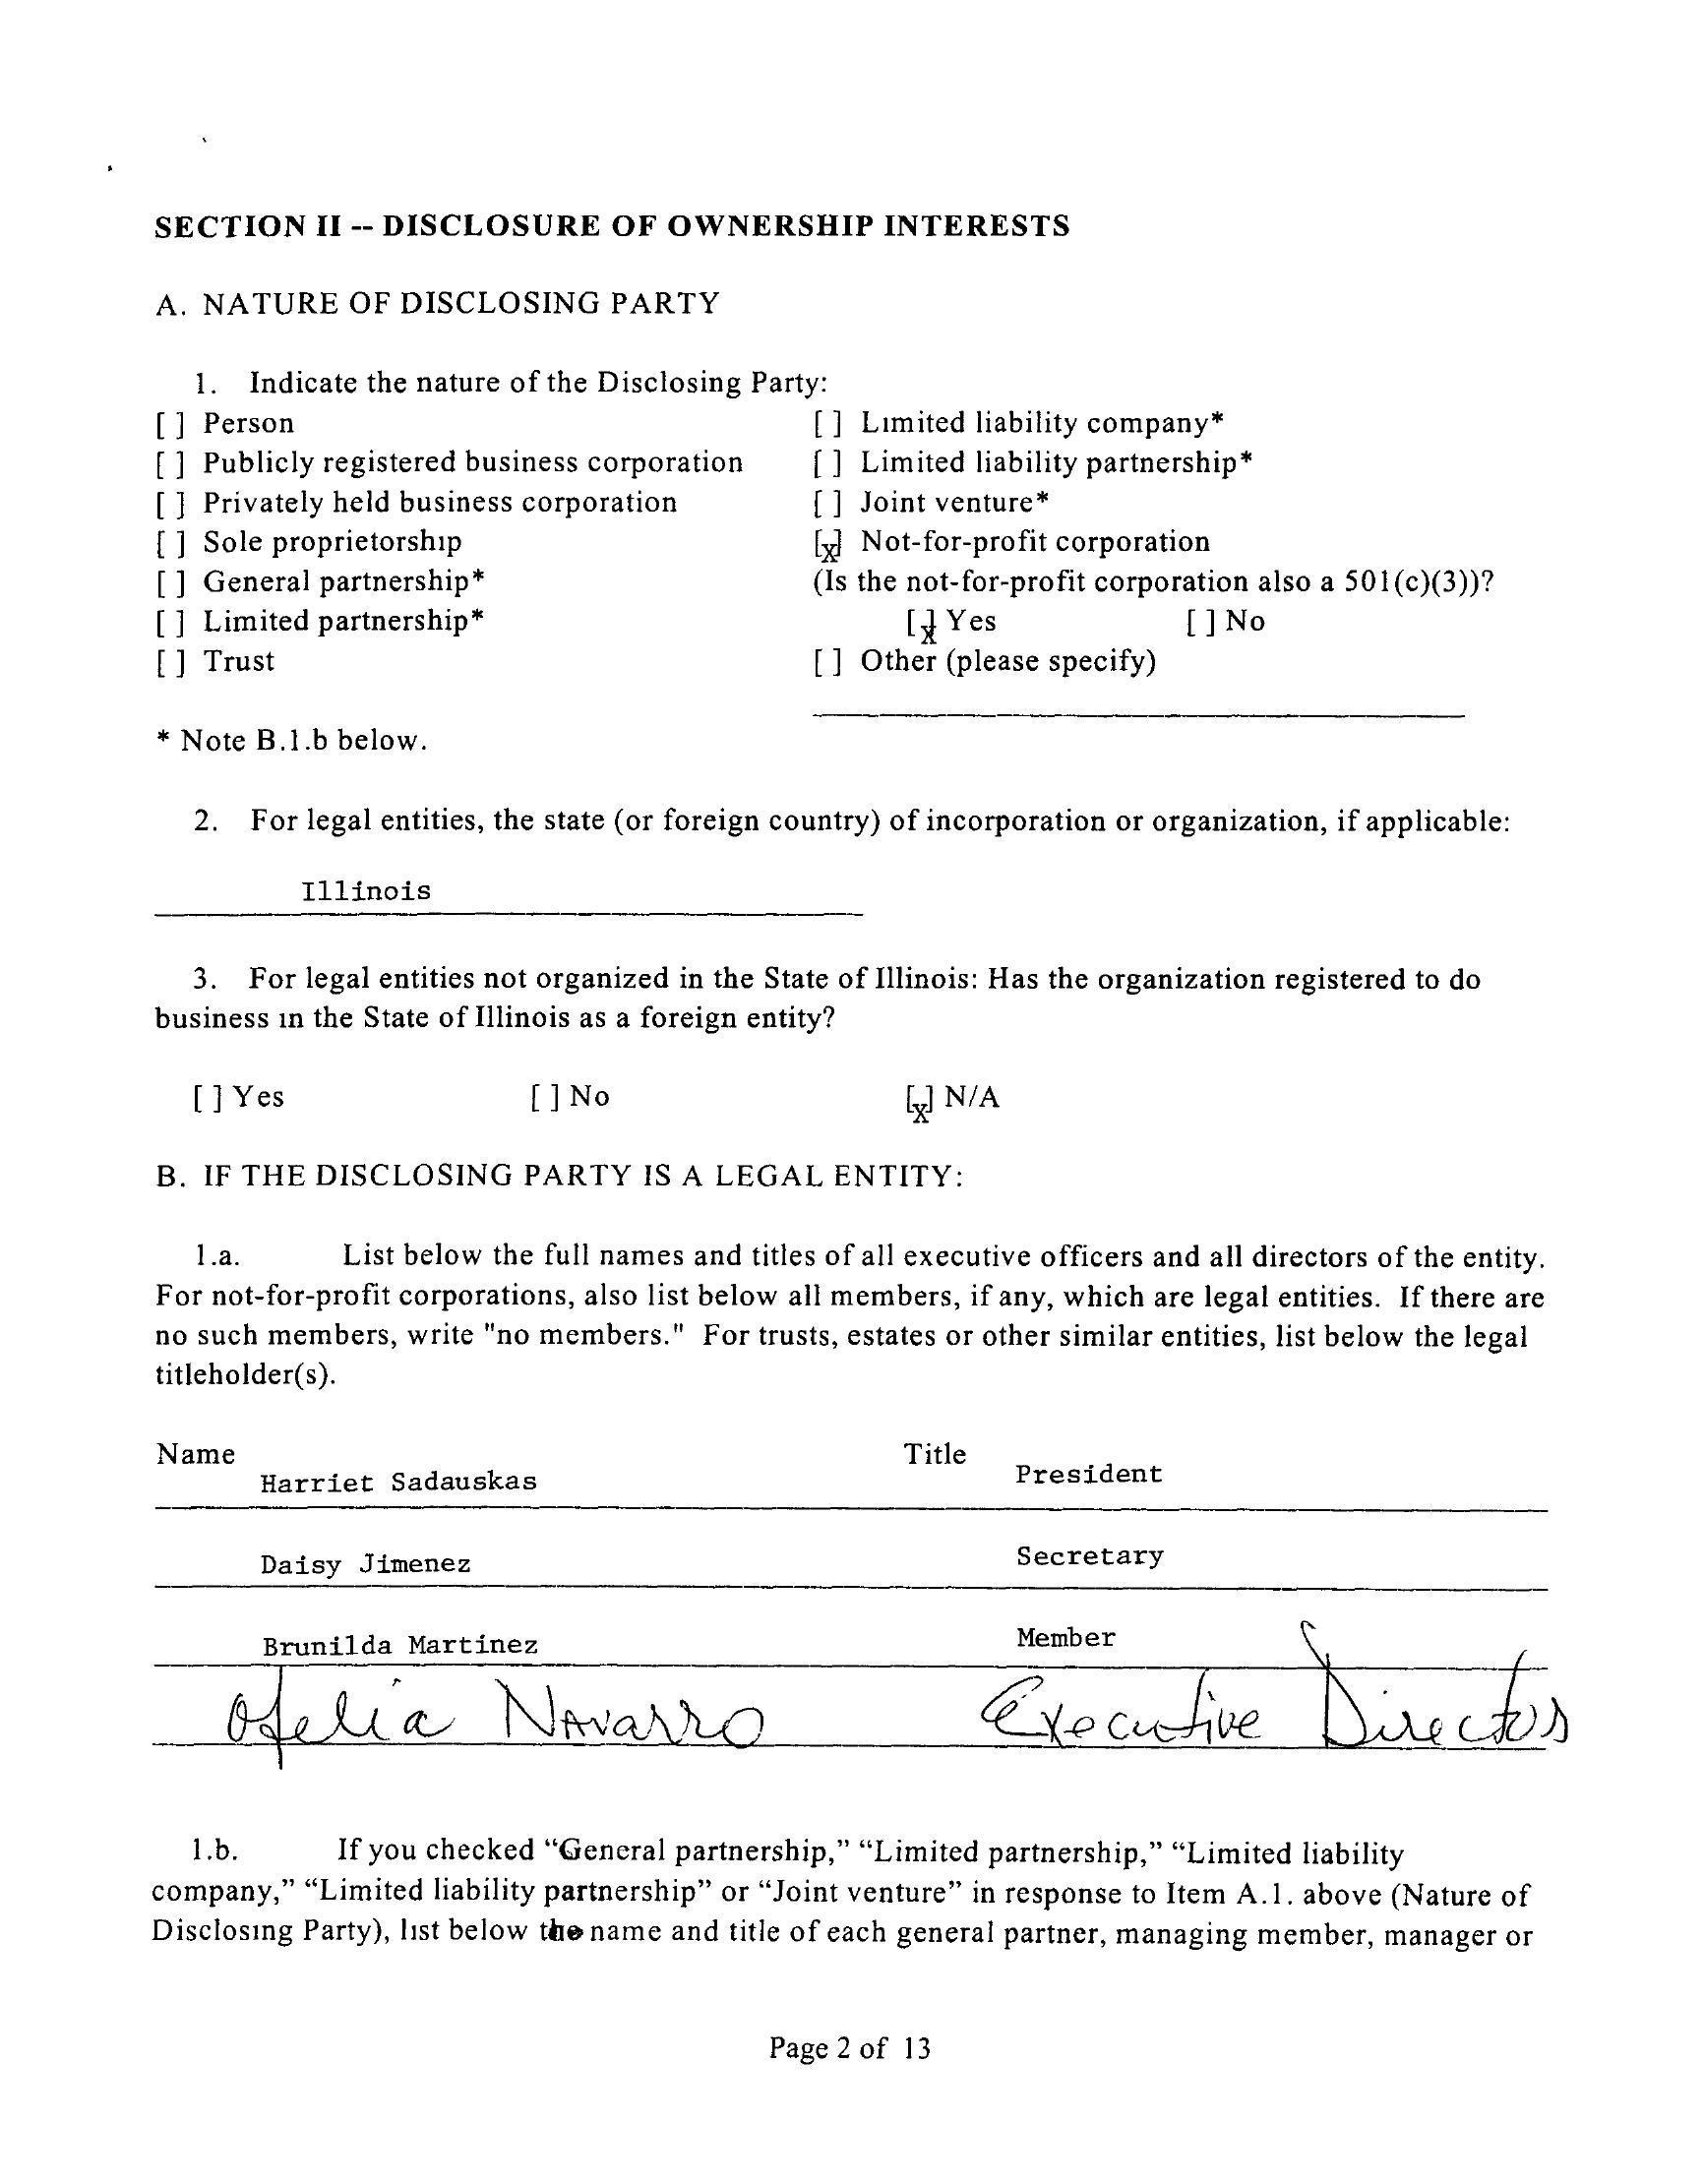 SECTION II -- DISCLOSURE OF OWNERSHIP INTERESTS
A. NATURE OF DISCLOSING PARTY
1. Indicate the nature of the Disclosing Party:
[ ] Person [ ] Limited liability company*
[ ] Publicly registered business corporation [ ] Limited liability partnership*
[ ] Privately held business corporation [ ] Joint venture*
[ ] Sole proprietorship [x] Not-for-profit corporation
[ ] General partnership* (Is the not-for-profit corporation also a 501(c)(3))?
[ ] Limited partnership* [x] Yes [ ] No
[ ] Trust [ ] Other (please specify)
* Note B.1.b below.
2. For legal entities, the state (or foreign country) of incorporation or organization, if applicable:
Illinois
3. For legal entities not organized in the State of Illinois: Has the organization registered to do
business in the State of Illinois as a foreign entity?
[ ] Yes [ ] No [x] N/A
B. IF THE DISCLOSING PARTY IS A LEGAL ENTITY:
1.a. List below the full names and titles of all executive officers and all directors of the entity.
For not-for-profit corporations, also list below all members, if any, which are legal entities. If there are
no such members, write "no members." For trusts, estates or other similar entities, list below the legal
titleholder(s).
Name Title
Harriet Sadauskas President
Daisy Jimenez Secretary
Brunilda Martinez Member
Ofelia Navarro Executive Director
1.b. If you checked “General partnership,” “Limited partnership,” “Limited liability
company,” “Limited liability partnership” or “Joint venture” in response to Item A.1. above (Nature of
Disclosing Party), list below the name and title of each general partner, managing member, manager or
Page 2 of 13